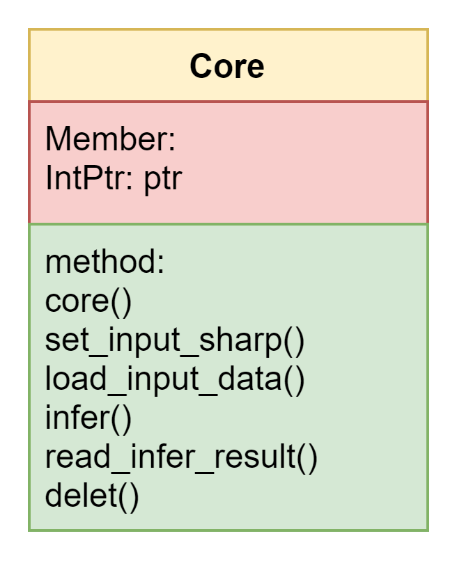 Core
Member:
IntPtr: ptr
method:
core()
set_input_sharp()
load_input_data()
infer()
read_infer_result()
delet()